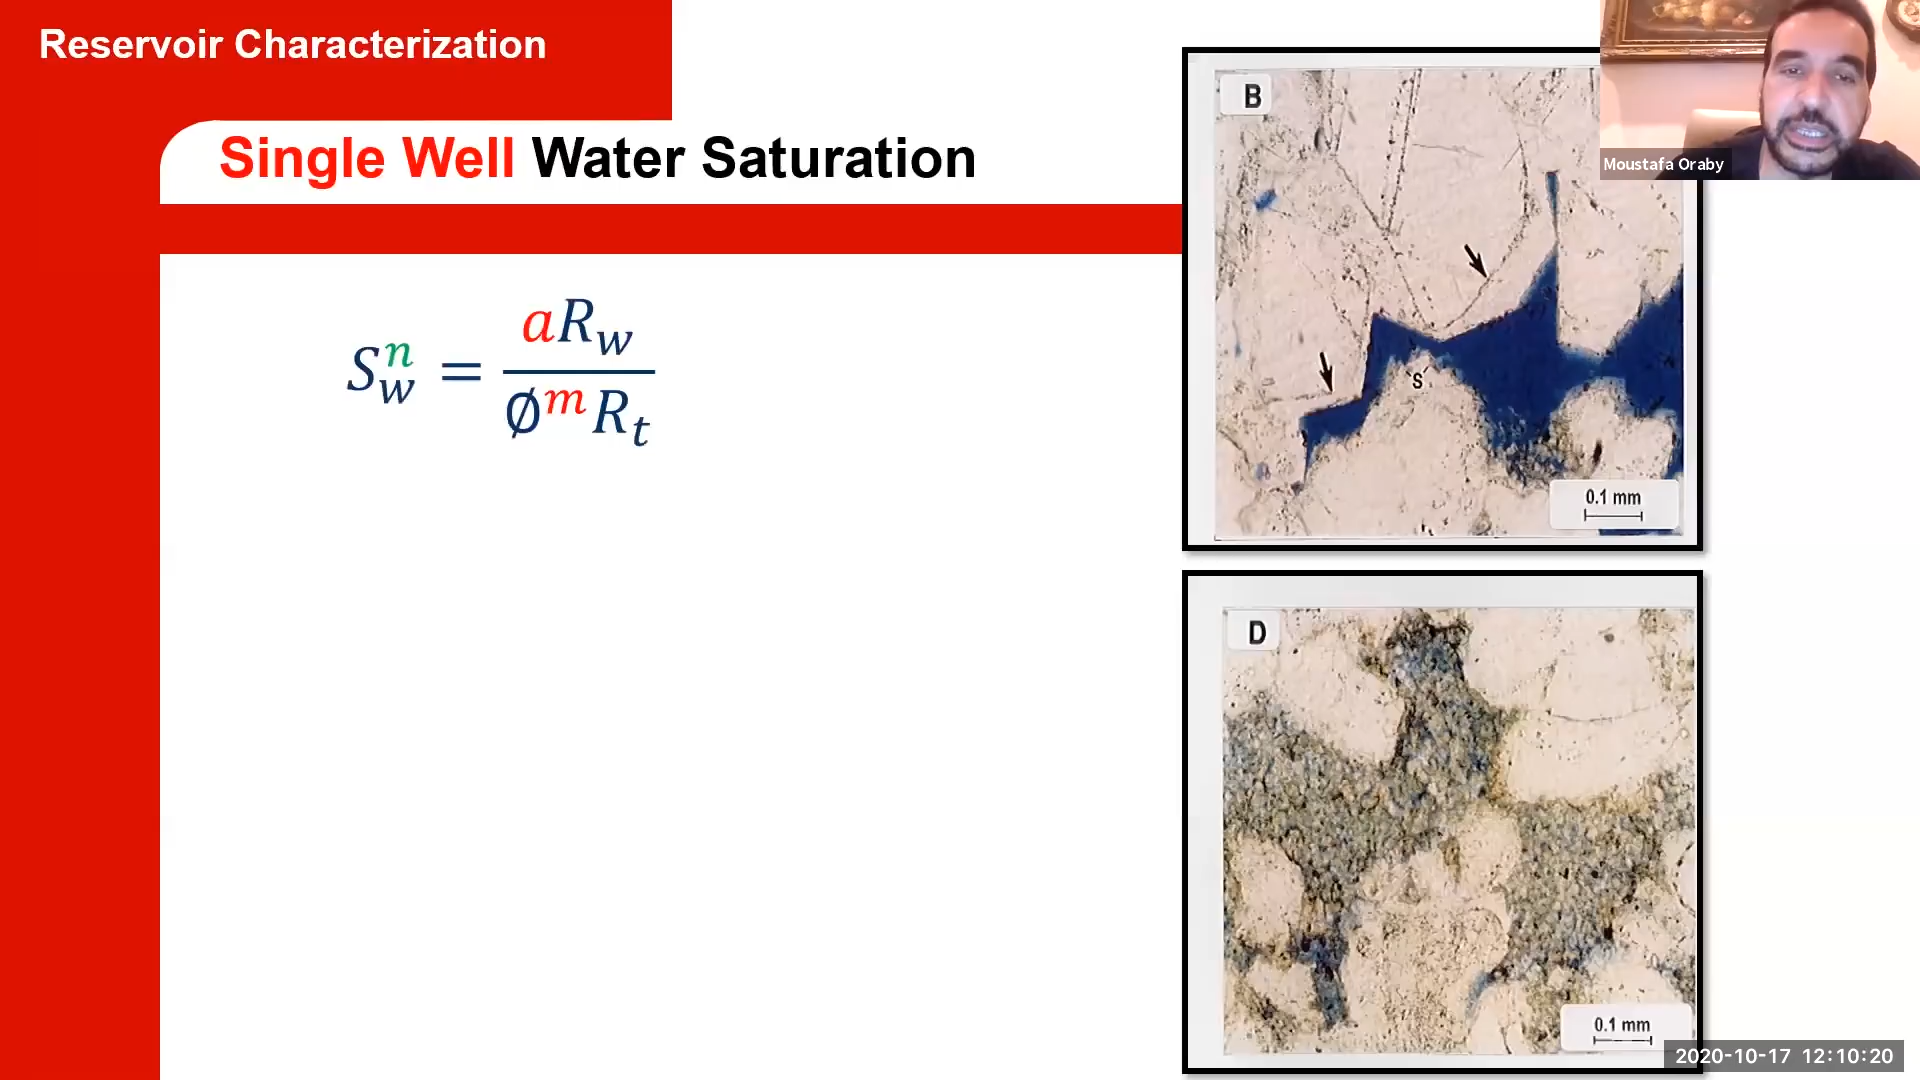 Reservoir Characterization
Single Well Water Saturation
S_w^n = aR_w / ∅^m R_t
B
S
0.1 mm
Moustafa Oraby
D
0.1 mm
2020-10-17 12:10:20